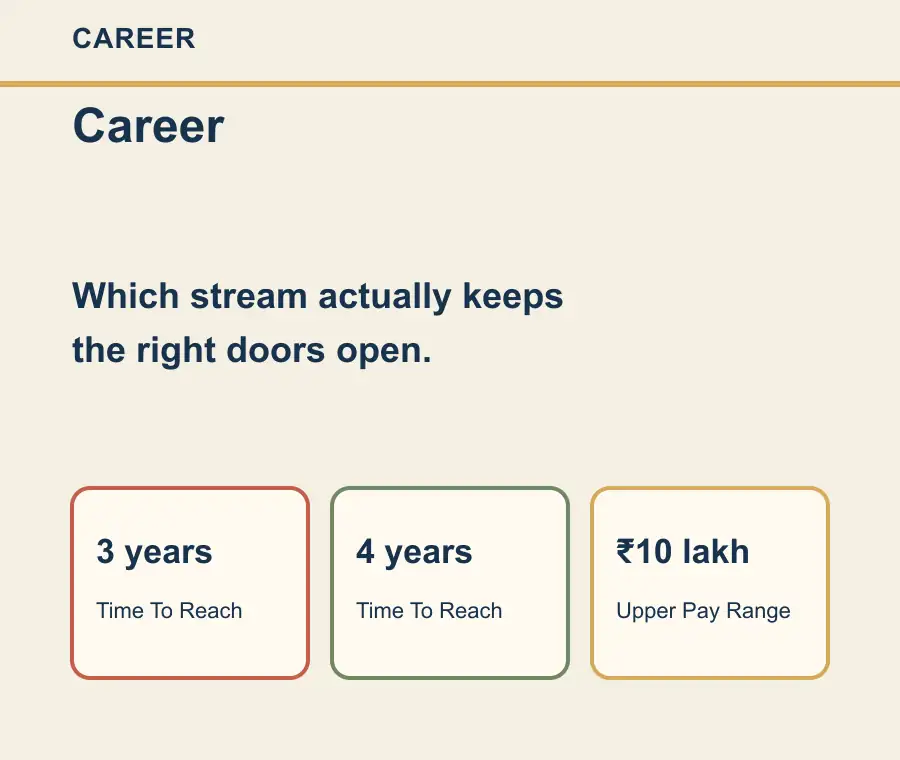 CAREER
Career
Which stream actually keeps
the right doors open.
3 years
Time To Reach
4 years
Time To Reach
₹10 lakh
Upper Pay Range